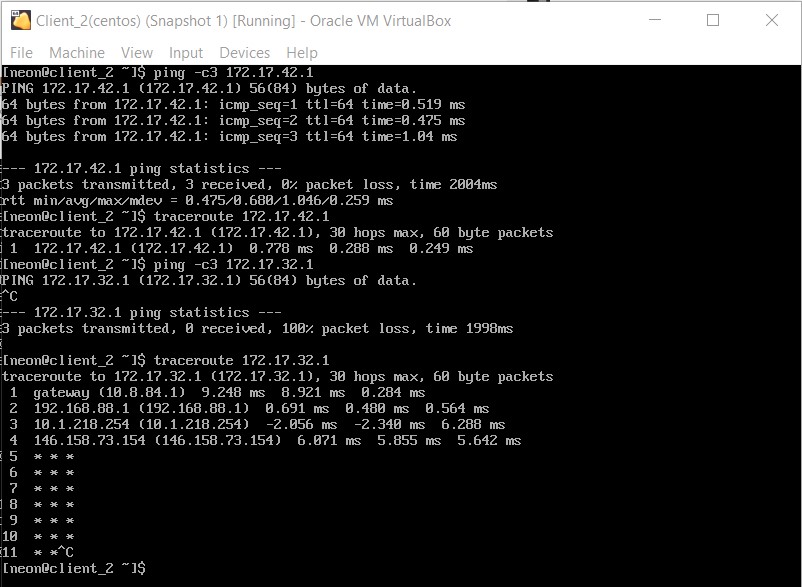 Client_2(centos) (Snapshot 1) [Running] - Oracle VM VirtualBox
File Machine View Input Devices Help
[neon@client_2 ~]$ ping -c3 172.17.42.1
PING 172.17.42.1 (172.17.42.1) 56(84) bytes of data.
64 bytes from 172.17.42.1: icmp_seq=1 ttl=64 time=0.519 ms
64 bytes from 172.17.42.1: icmp_seq=2 ttl=64 time=0.475 ms
64 bytes from 172.17.42.1: icmp_seq=3 ttl=64 time=1.04 ms
--- 172.17.42.1 ping statistics ---
3 packets transmitted, 3 received, 0% packet loss, time 2004ms
rtt min/avg/max/mdev = 0.475/0.680/1.046/0.259 ms
[neon@client_2 ~]$ traceroute 172.17.42.1
traceroute to 172.17.42.1 (172.17.42.1), 30 hops max, 60 byte packets
1 172.17.42.1 (172.17.42.1) 0.778 ms 0.288 ms 0.249 ms
[neon@client_2 ~]$ ping -c3 172.17.32.1
PING 172.17.32.1 (172.17.32.1) 56(84) bytes of data.
^C
--- 172.17.32.1 ping statistics ---
3 packets transmitted, 0 received, 100% packet loss, time 1998ms
[neon@client_2 ~]$ traceroute 172.17.32.1
traceroute to 172.17.32.1 (172.17.32.1), 30 hops max, 60 byte packets
1 gateway (10.8.84.1) 9.248 ms 8.921 ms 0.284 ms
2 192.168.88.1 (192.168.88.1) 0.691 ms 0.480 ms 0.564 ms
3 10.1.218.254 (10.1.218.254) -2.056 ms -2.340 ms 6.288 ms
4 146.158.73.154 (146.158.73.154) 6.071 ms 5.855 ms 5.642 ms
5 * * *
6 * * *
7 * * *
8 * * *
9 * * *
10 * * *
11 * *^C
[neon@client_2 ~]$